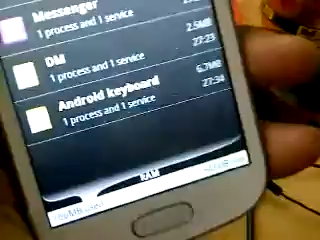 Messenger
1 process and 1 service
2.5MB
DM
27:23
1 process and 1 service
6.7MB
Android keyboard
27:34
1 process and 1 service
RAM
used